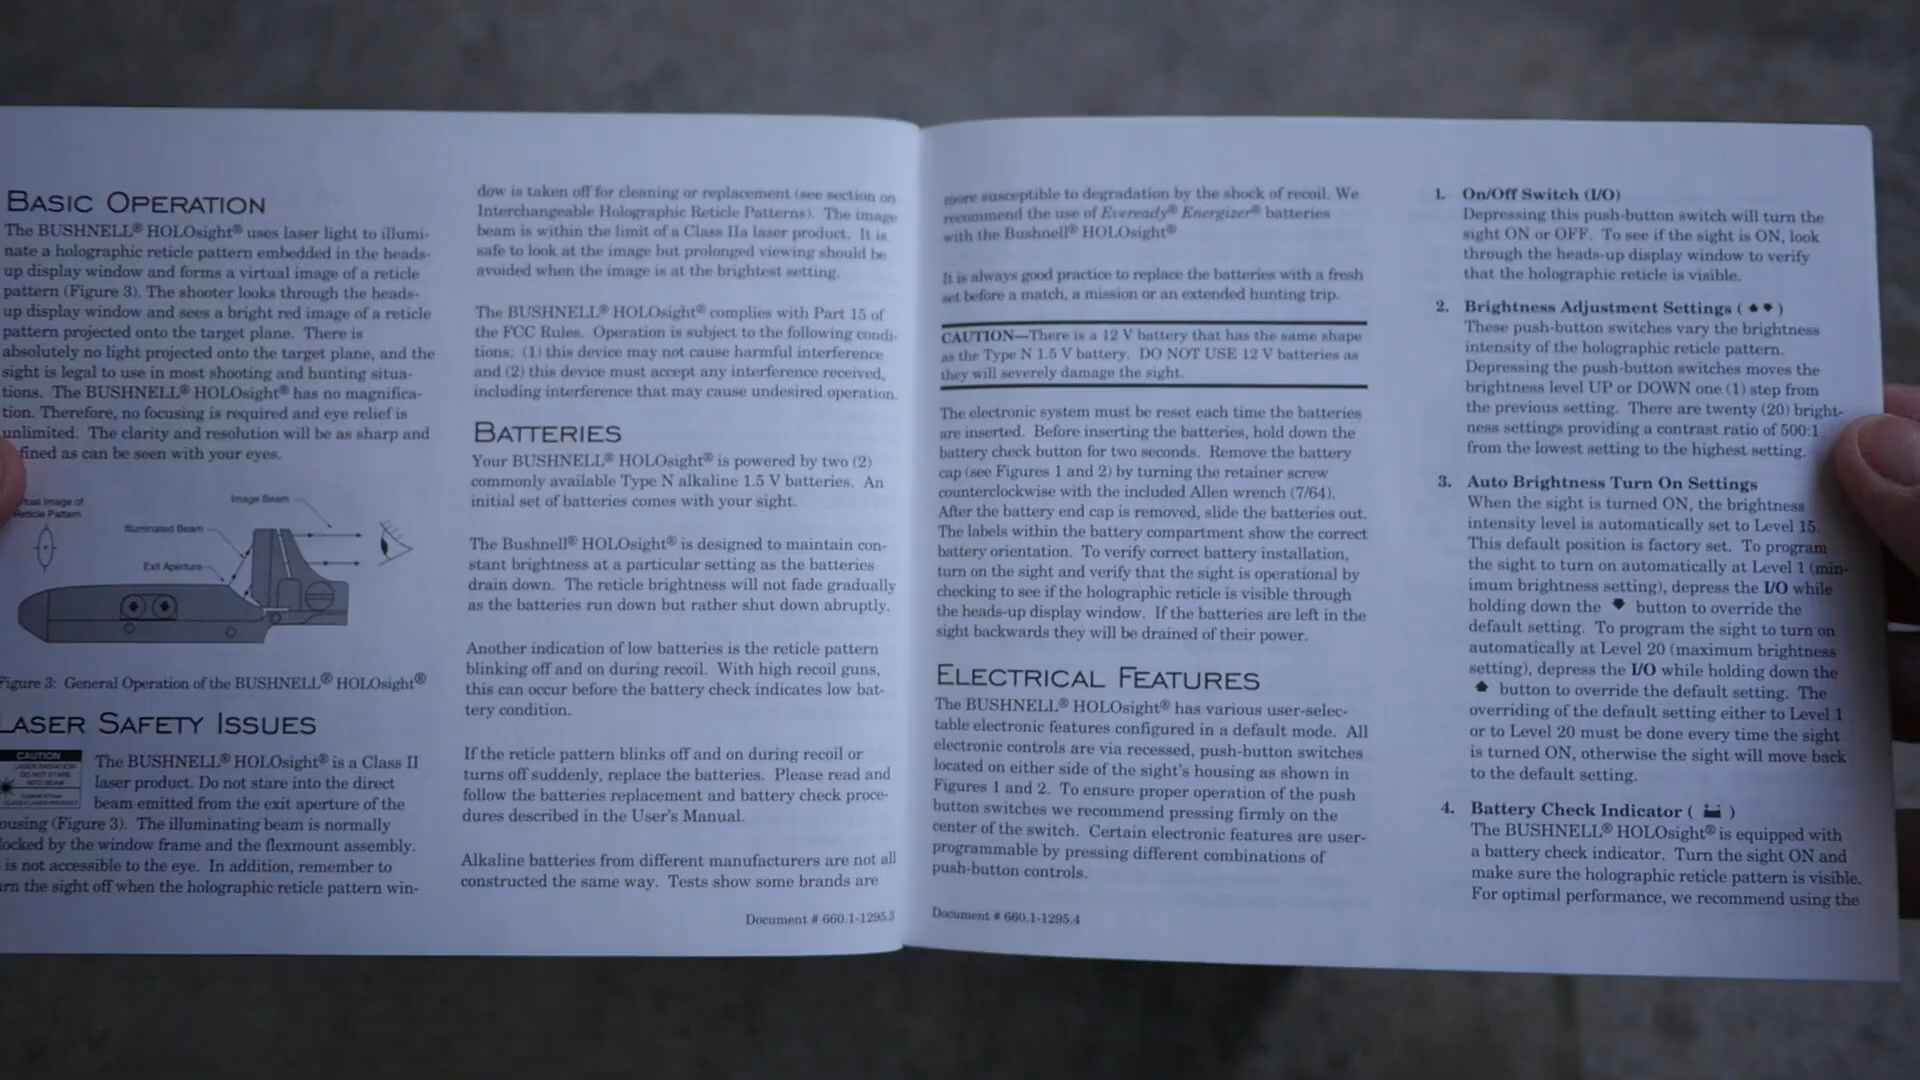 BASIC OPERATION
The BUSHNELL® HOLOsight® uses laser light to illumi-
nate a holographic reticle pattern embedded in the heads-
up display window and forms a virtual image of a reticle
pattern (Figure 3). The shooter looks through the heads-
up display window and sees a bright red image of a reticle
pattern projected onto the target plane. There is
absolutely no light projected onto the target plane, and the
sight is legal to use in most shooting and hunting situa-
tions. The BUSHNELL® HOLOsight® has no magnifica-
tion. Therefore, no focusing is required and eye relief is
unlimited. The clarity and resolution will be as sharp and
fined as can be seen with your eyes.
tual Image of
Reticle Pattern
Image Beam
Illuminated Beam
Exit Aperture
Figure 3: General Operation of the BUSHNELL® HOLOsight®
LASER SAFETY ISSUES
CAUTION
The BUSHNELL® HOLOsight® is a Class II
laser product. Do not stare into the direct
beam emitted from the exit aperture of the
ousing (Figure 3). The illuminating beam is normally
locked by the window frame and the flexmount assembly.
is not accessible to the eye. In addition, remember to
urn the sight off when the holographic reticle pattern win-
dow is taken off for cleaning or replacement (see section on
Interchangeable Holographic Reticle Patterns). The image
beam is within the limit of a Class IIa laser product. It is
safe to look at the image but prolonged viewing should be
avoided when the image is at the brightest setting.
The BUSHNELL® HOLOsight® complies with Part 15 of
the FCC Rules. Operation is subject to the following condi-
tions: (1) this device may not cause harmful interference
and (2) this device must accept any interference received,
including interference that may cause undesired operation.
BATTERIES
Your BUSHNELL® HOLOsight® is powered by two (2)
commonly available Type N alkaline 1.5 V batteries. An
initial set of batteries comes with your sight.
The Bushnell® HOLOsight® is designed to maintain con-
stant brightness at a particular setting as the batteries
drain down. The reticle brightness will not fade gradually
as the batteries run down but rather shut down abruptly.
Another indication of low batteries is the reticle pattern
blinking off and on during recoil. With high recoil guns,
this can occur before the battery check indicates low bat-
tery condition.
If the reticle pattern blinks off and on during recoil or
turns off suddenly, replace the batteries. Please read and
follow the batteries replacement and battery check proce-
dures described in the User's Manual.
Alkaline batteries from different manufacturers are not all
constructed the same way. Tests show some brands are
Document # 660.1-1295.3
more susceptible to degradation by the shock of recoil. We
recommend the use of Eveready® Energizer® batteries
with the Bushnell® HOLOsight®
It is always good practice to replace the batteries with a fresh
set before a match, a mission or an extended hunting trip.
CAUTION—There is a 12 V battery that has the same shape
as the Type N 1.5 V battery. DO NOT USE 12 V batteries as
they will severely damage the sight.
The electronic system must be reset each time the batteries
are inserted. Before inserting the batteries, hold down the
battery check button for two seconds. Remove the battery
cap (see Figures 1 and 2) by turning the retainer screw
counterclockwise with the included Allen wrench (7/64).
After the battery end cap is removed, slide the batteries out.
The labels within the battery compartment show the correct
battery orientation. To verify correct battery installation,
turn on the sight and verify that the sight is operational by
checking to see if the holographic reticle is visible through
the heads-up display window. If the batteries are left in the
sight backwards they will be drained of their power.
ELECTRICAL FEATURES
The BUSHNELL® HOLOsight® has various user-selec-
table electronic features configured in a default mode. All
electronic controls are via recessed, push-button switches
located on either side of the sight's housing as shown in
Figures 1 and 2. To ensure proper operation of the push
button switches we recommend pressing firmly on the
center of the switch. Certain electronic features are user-
programmable by pressing different combinations of
push-button controls.
Document # 660.1-1295.4
1. On/Off Switch (I/O)
Depressing this push-button switch will turn the
sight ON or OFF. To see if the sight is ON, look
through the heads-up display window to verify
that the holographic reticle is visible.
2. Brightness Adjustment Settings (🡅🡇)
These push-button switches vary the brightness
intensity of the holographic reticle pattern.
Depressing the push-button switches moves the
brightness level UP or DOWN one (1) step from
the previous setting. There are twenty (20) bright-
ness settings providing a contrast ratio of 500:1
from the lowest setting to the highest setting.
3. Auto Brightness Turn On Settings
When the sight is turned ON, the brightness
intensity level is automatically set to Level 15.
This default position is factory set. To program
the sight to turn on automatically at Level 1 (min-
imum brightness setting), depress the I/O while
holding down the 🡇 button to override the
default setting. To program the sight to turn on
automatically at Level 20 (maximum brightness
setting), depress the I/O while holding down the
🡅 button to override the default setting. The
overriding of the default setting either to Level 1
or to Level 20 must be done every time the sight
is turned ON, otherwise the sight will move back
to the default setting.
4. Battery Check Indicator ( )
The BUSHNELL® HOLOsight® is equipped with
a battery check indicator. Turn the sight ON and
make sure the holographic reticle pattern is visible.
For optimal performance, we recommend using the